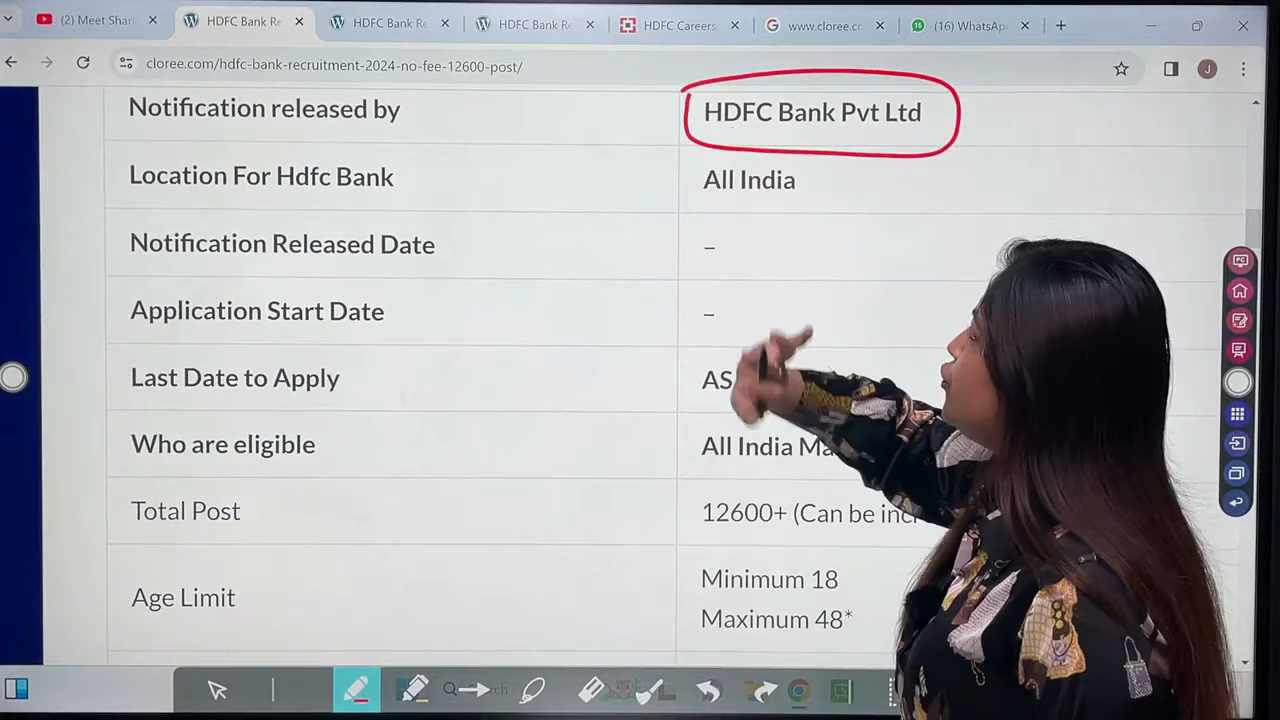 (2) Meet Shar
HDFC Bank Re
HDFC Bank Re
HDFC Bank Re
HDFC Careers
www.cloree.cc
(16) WhatsAp
cloree.com/hdfc-bank-recruitment-2024-no-fee-12600-post/
J
Notification released by
HDFC Bank Pvt Ltd
Location For Hdfc Bank
All India
Notification Released Date
–
Application Start Date
–
Last Date to Apply
AS
Who are eligible
All India Ma
Total Post
12600+ (Can be incr
Age Limit
Minimum 18
Maximum 48*
PC